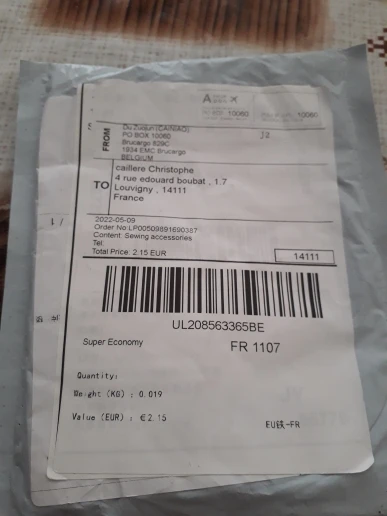 A
10060
10060
FROM
Du Zuojun (CAINIAO)
PO BOX 10060
Brucargo 829C
1934 EMC Brucargo
BELGIUM
TO
caillere Christophe
4 rue edouard boubat , 1.7
Louvigny , 14111
France
2022-05-09
Order No:LP00509891690387
Content: Sewing accessories
Tel:
Total Price: 2.15 EUR
14111
UL208563365BE
Super Economy
FR 1107
Quantity:
Weight (KG) : 0.019
Value (EUR) : €2.15
EU铁-FR